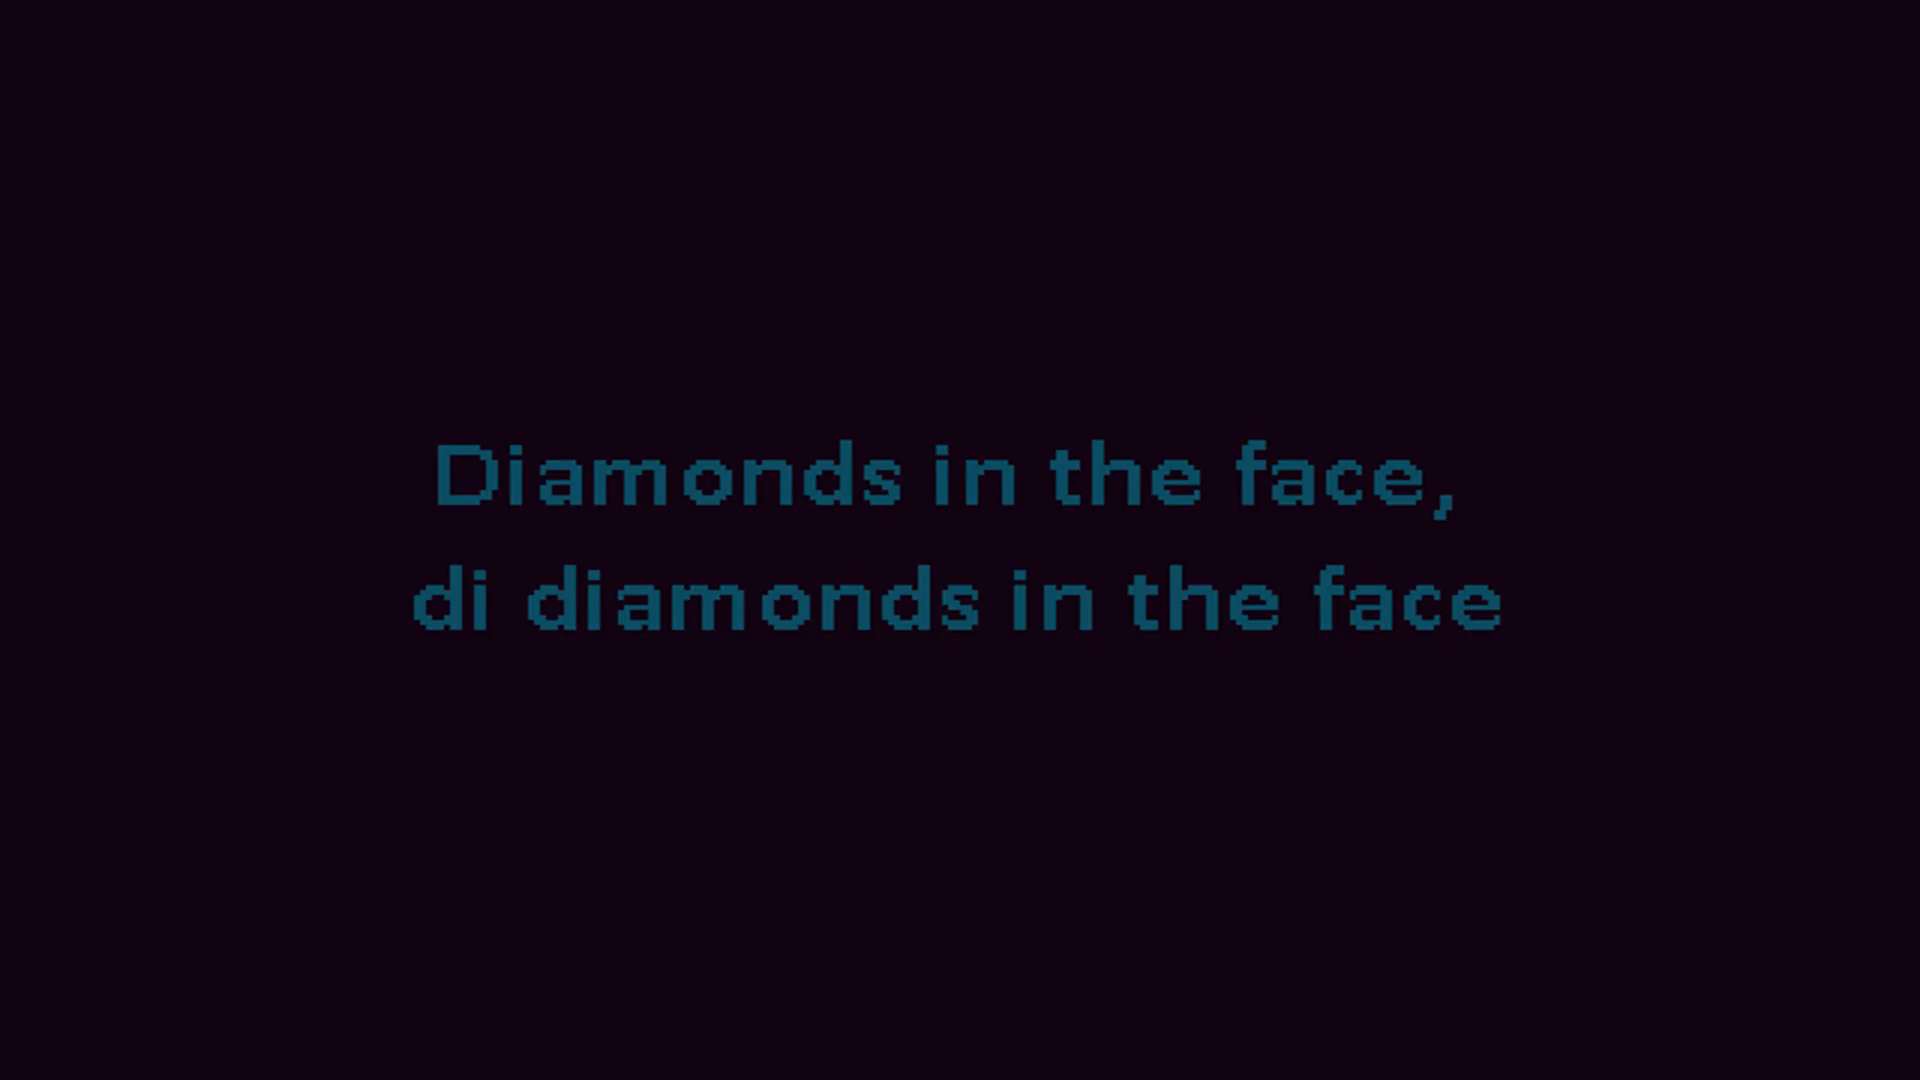 Diamonds in the face,
di diamonds in the face